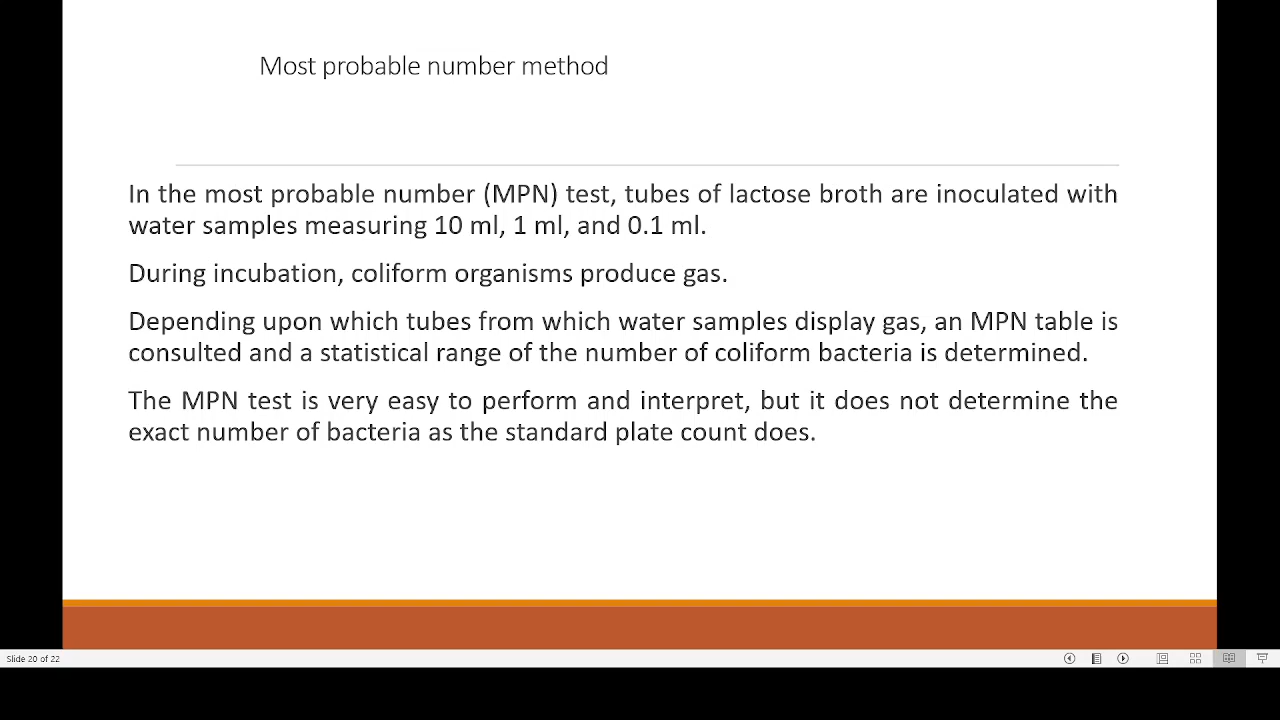 Most probable number method
In the most probable number (MPN) test, tubes of lactose broth are inoculated with
water samples measuring 10 ml, 1 ml, and 0.1 ml.
During incubation, coliform organisms produce gas.
Depending upon which tubes from which water samples display gas, an MPN table is
consulted and a statistical range of the number of coliform bacteria is determined.
The MPN test is very easy to perform and interpret, but it does not determine the
exact number of bacteria as the standard plate count does.
Slide 20 of 22